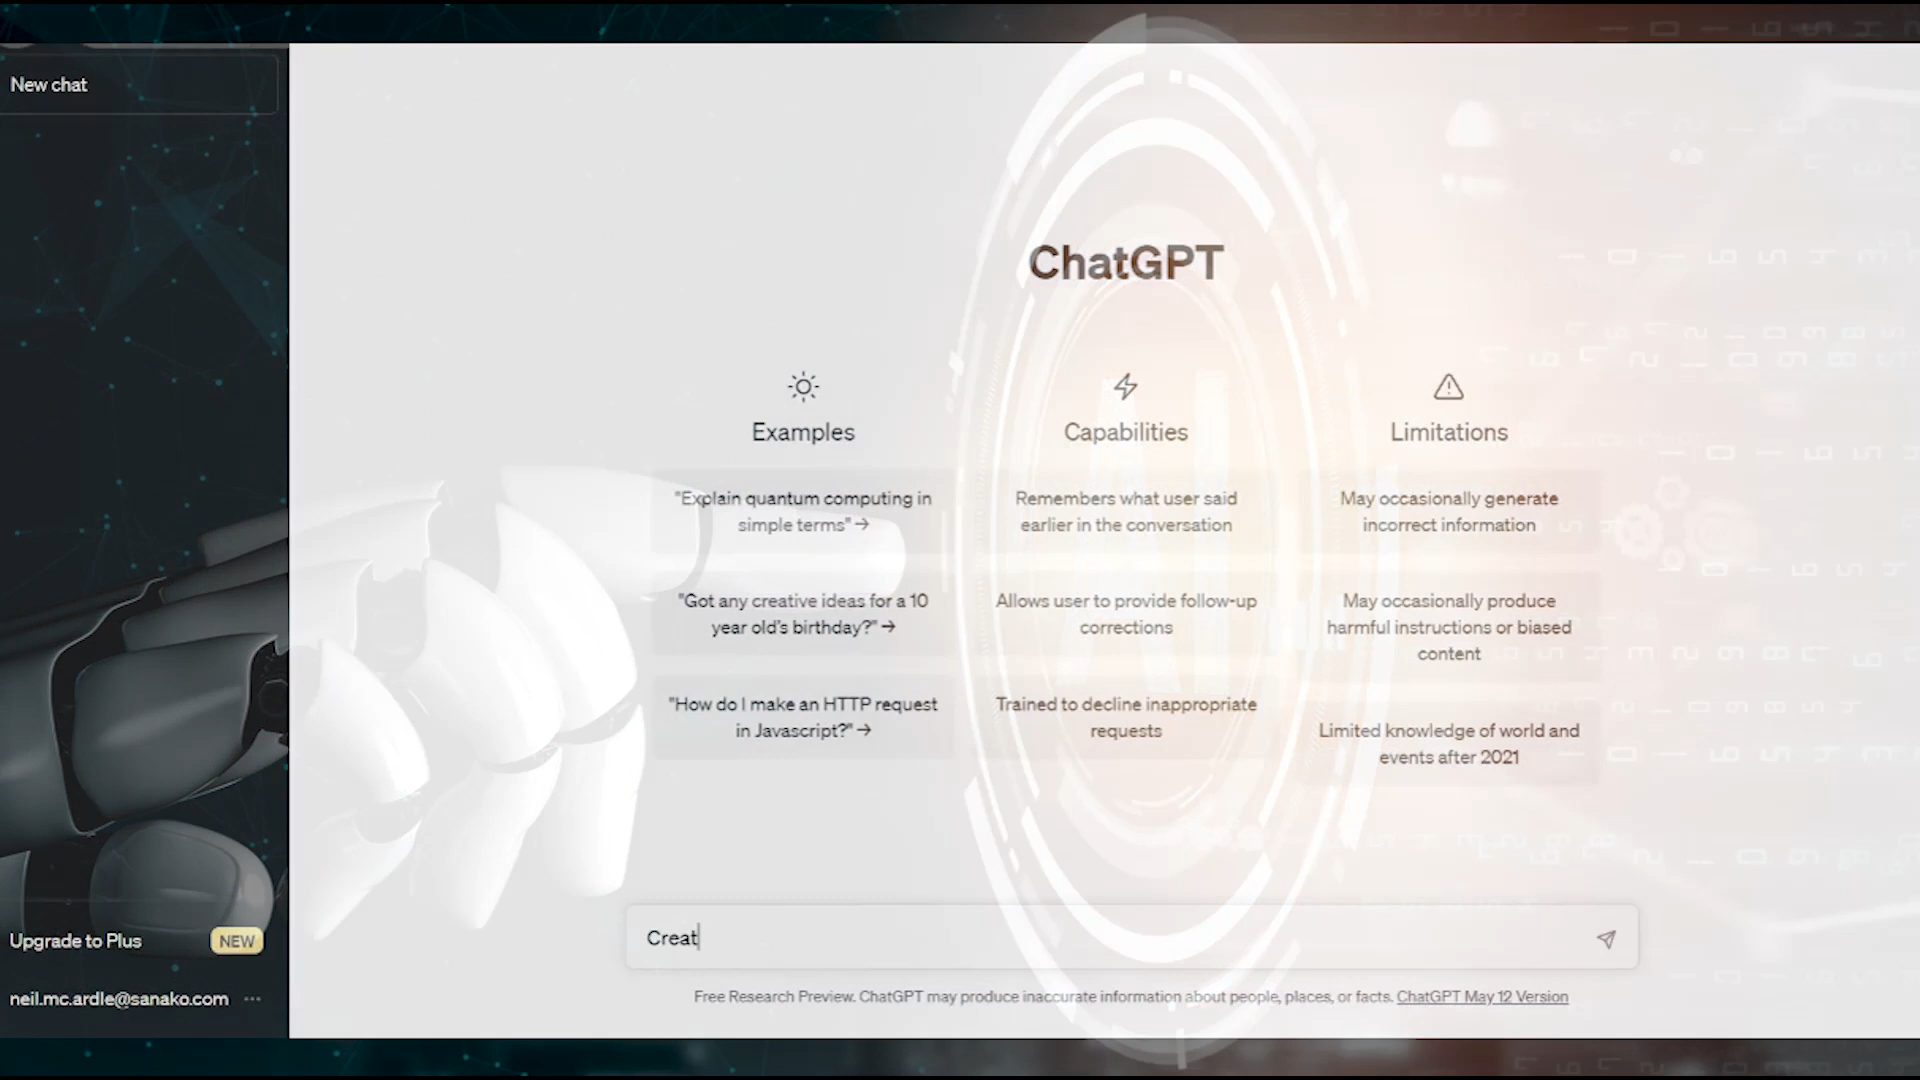 New chat
ChatGPT
Examples
"Explain quantum computing in
simple terms" →
"Got any creative ideas for a 10
year old's birthday?" →
"How do I make an HTTP request
in Javascript?" →
Capabilities
Remembers what user said
earlier in the conversation
Allows user to provide follow-up
corrections
Trained to decline inappropriate
requests
Limitations
May occasionally generate
incorrect information
May occasionally produce
harmful instructions or biased
content
Limited knowledge of world and
events after 2021
Creat
Upgrade to Plus NEW
neil.mc.ardle@sanako.com ···
Free Research Preview. ChatGPT may produce inaccurate information about people, places, or facts. ChatGPT May 12 Version